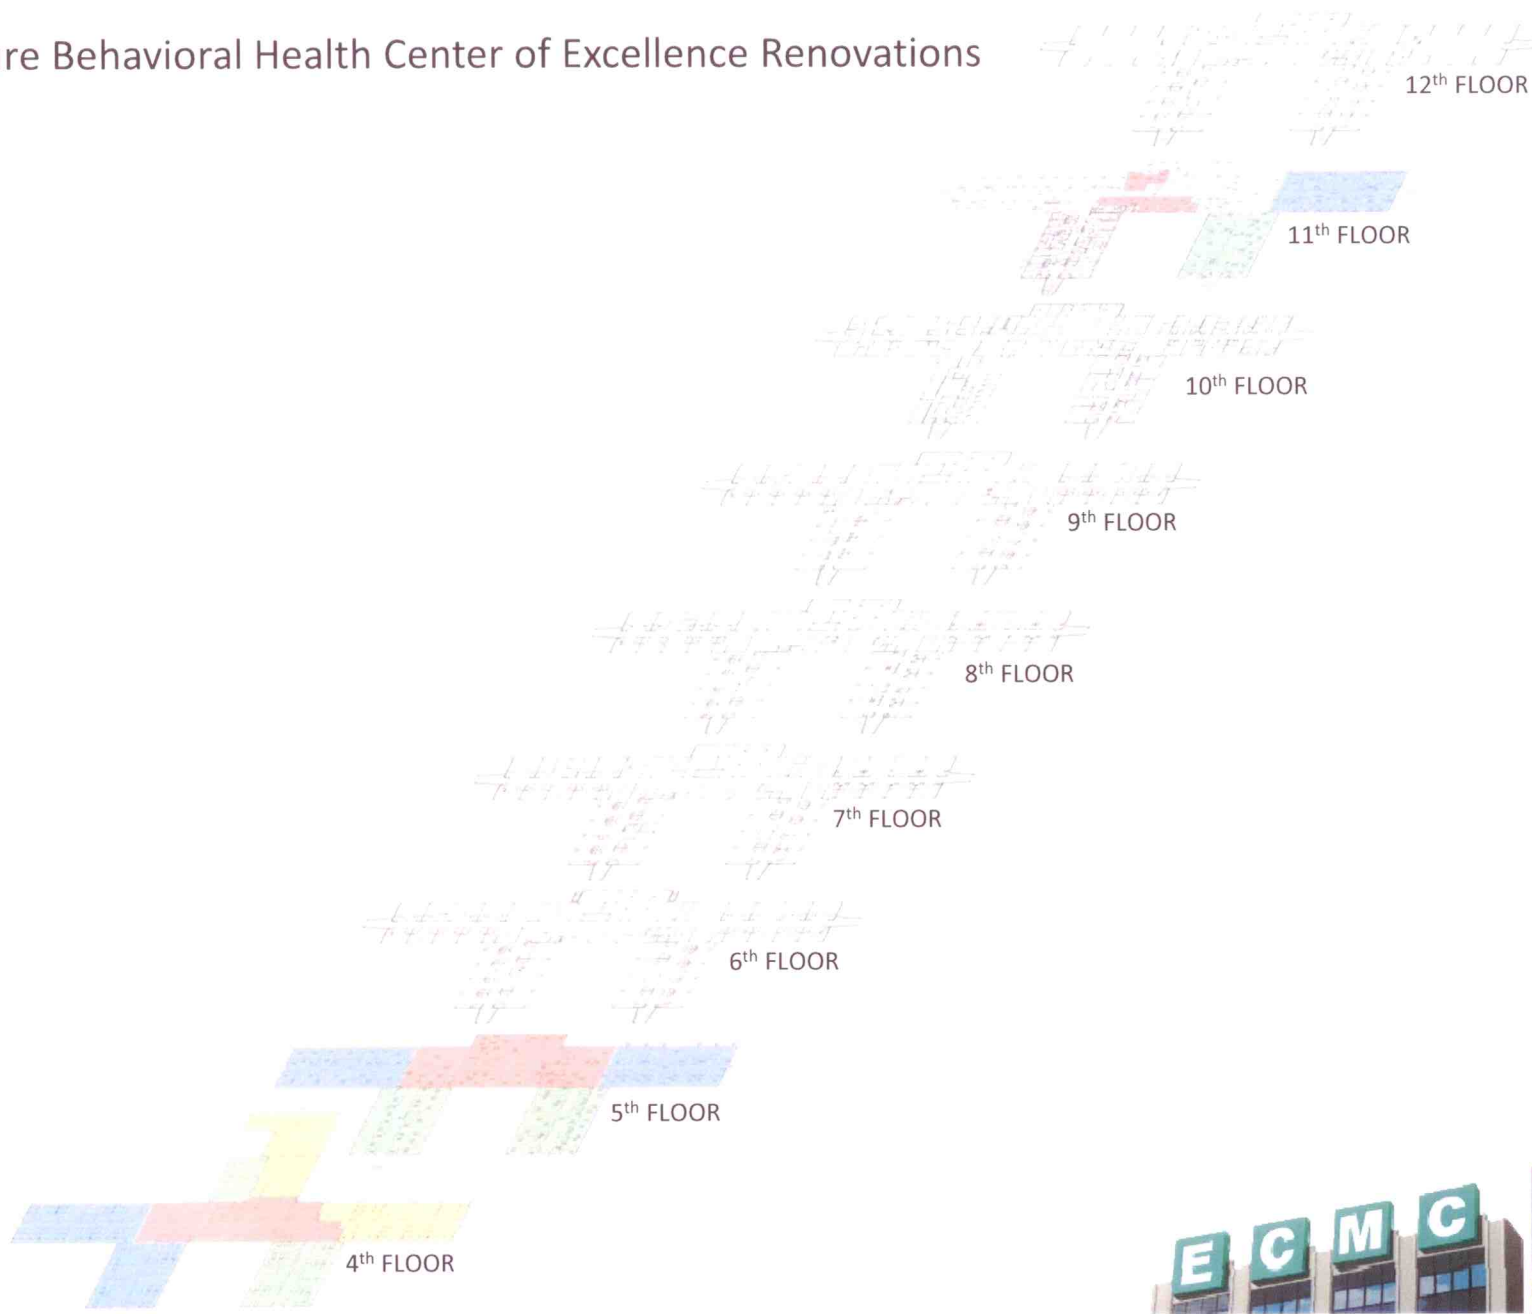 re Behavioral Health Center of Excellence Renovations
12th FLOOR
11th FLOOR
10th FLOOR
9th FLOOR
8th FLOOR
7th FLOOR
6th FLOOR
5th FLOOR
4th FLOOR
ECMC